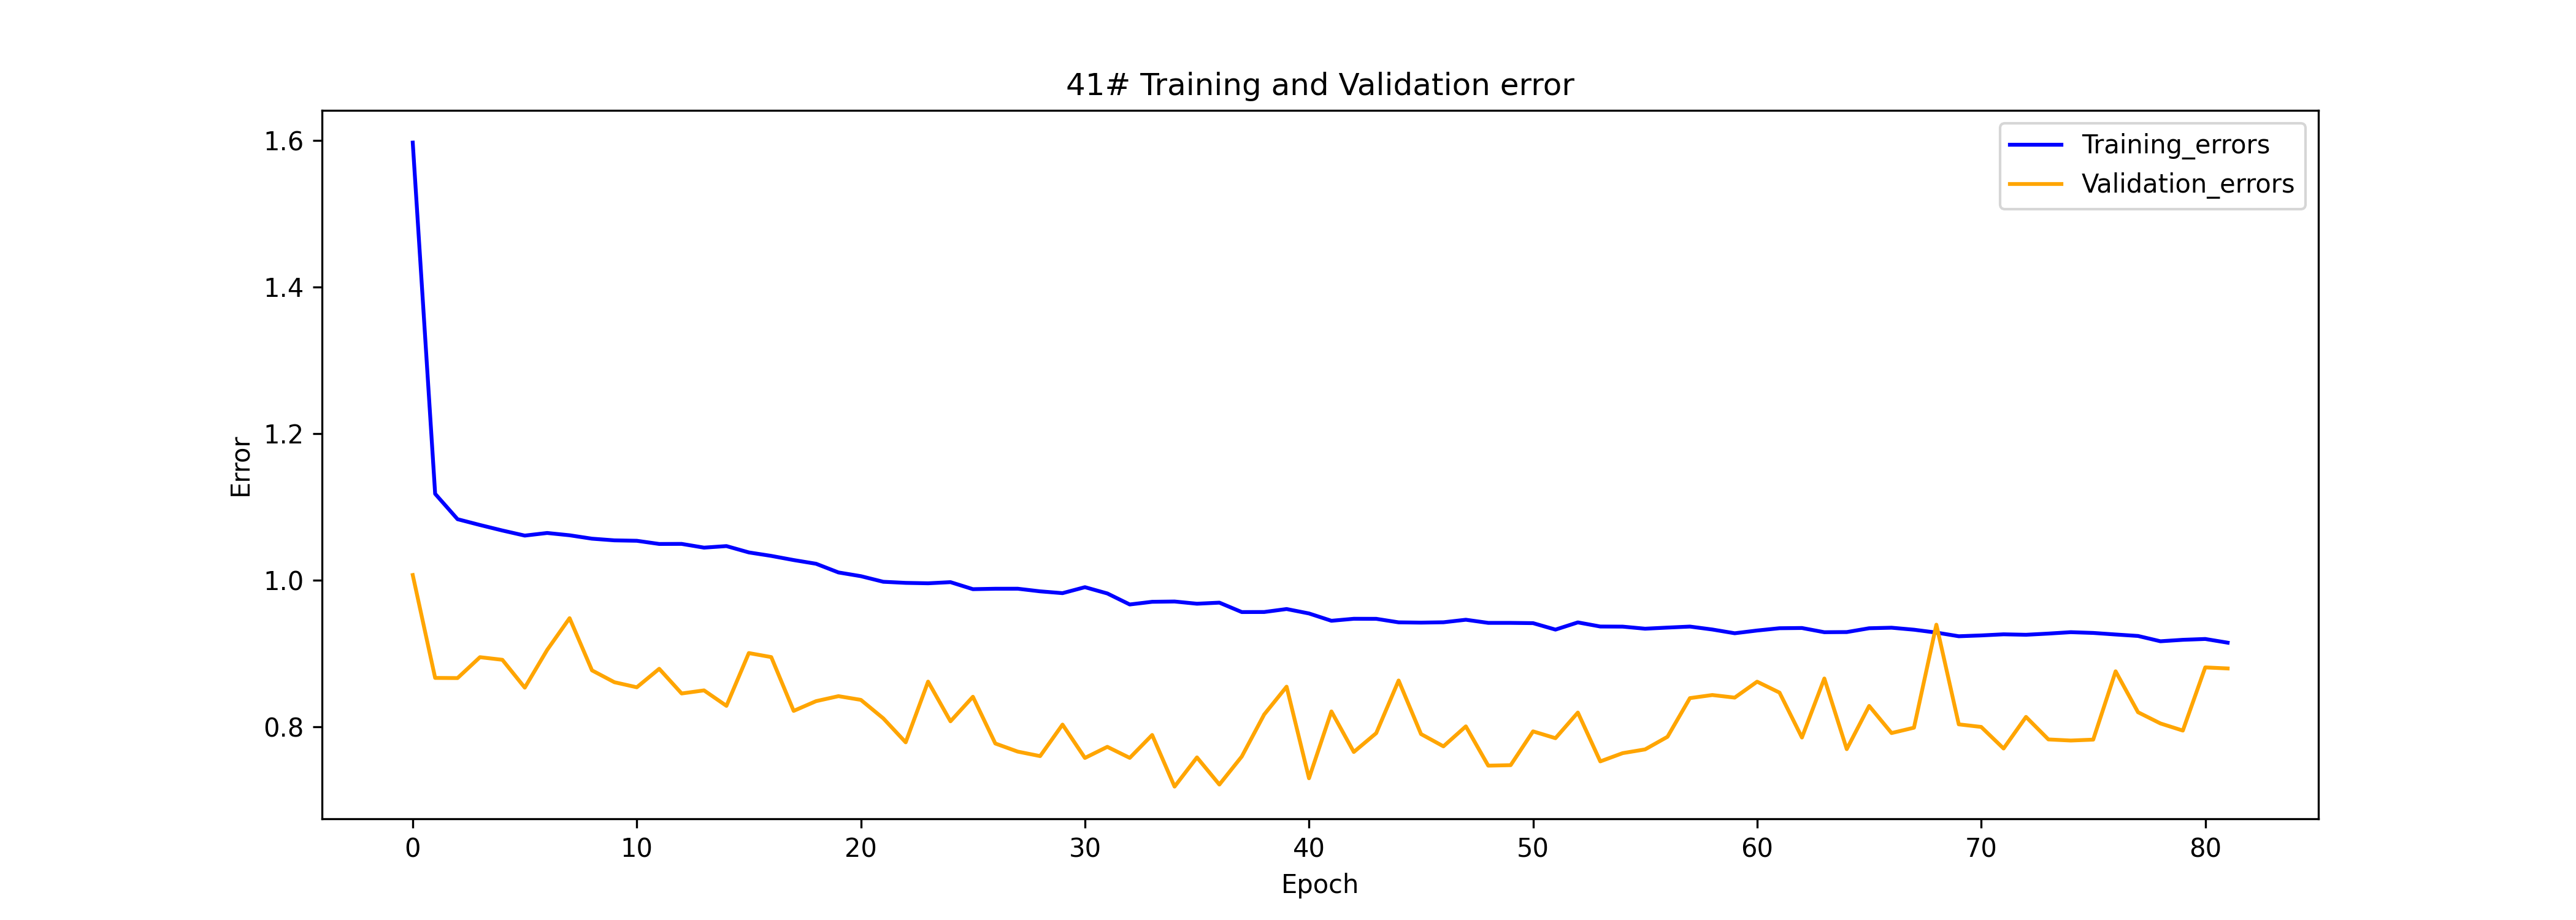 41# Training and Validation error
Training_errors
Validation_errors
Error
1.6
1.4
1.2
1.0
0.8
0 10 20 30 40 50 60 70 80
Epoch